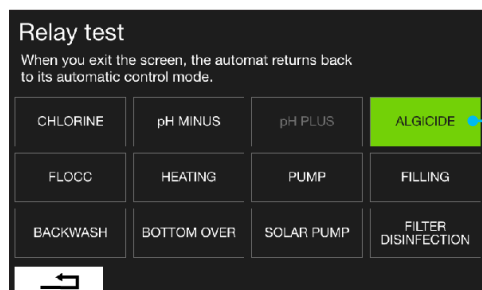 Relay test
When you exit the screen, the automat returns back
to its automatic control mode.
CHLORINE pH MINUS pH PLUS ALGICIDE
FLOCC HEATING PUMP FILLING
BACKWASH BOTTOM OVER SOLAR PUMP FILTER
DISINFECTION